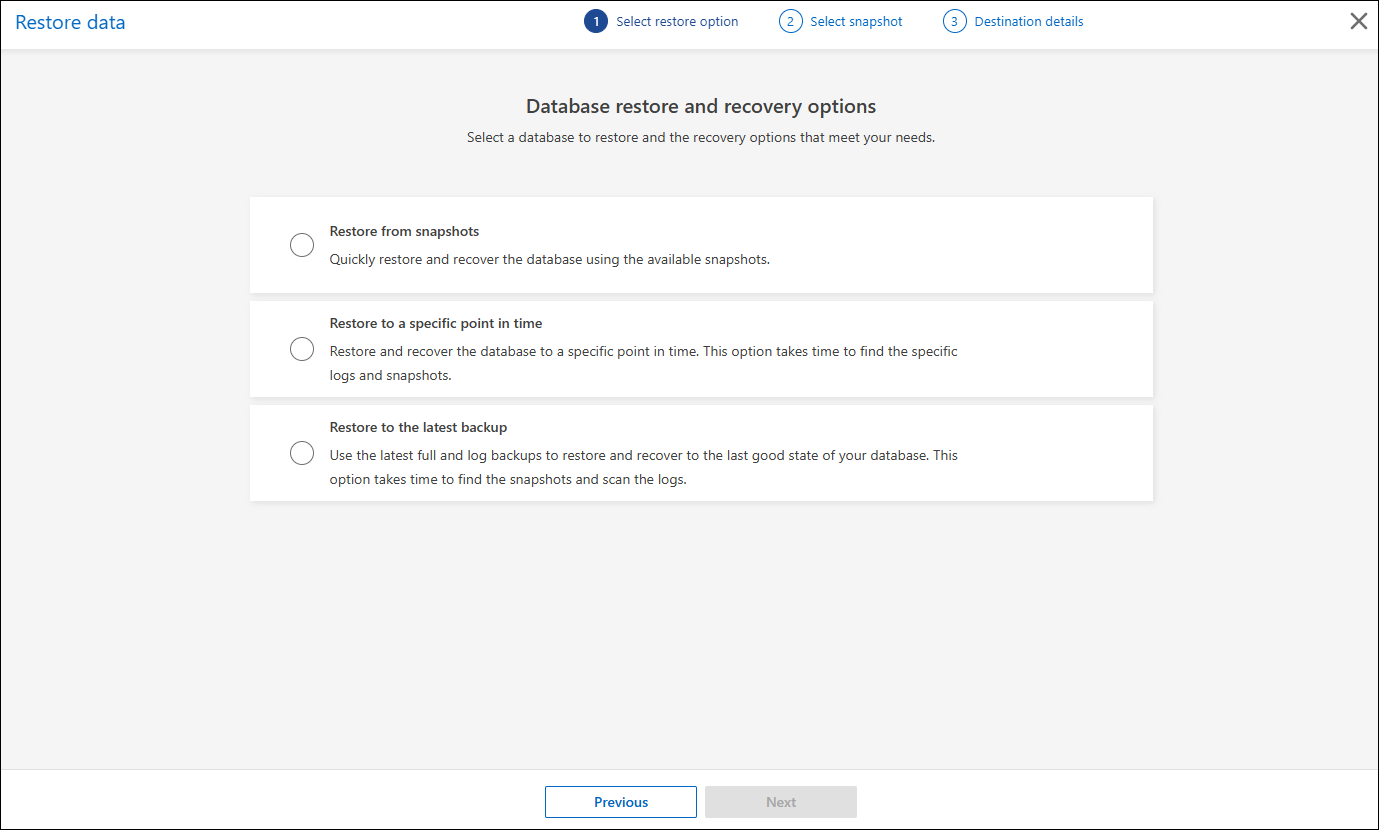 Restore data
1 Select restore option
2 Select snapshot
3 Destination details
Database restore and recovery options
Select a database to restore and the recovery options that meet your needs.
Restore from snapshots
Quickly restore and recover the database using the available snapshots.
Restore to a specific point in time
Restore and recover the database to a specific point in time. This option takes time to find the specific
logs and snapshots.
Restore to the latest backup
Use the latest full and log backups to restore and recover to the last good state of your database. This
option takes time to find the snapshots and scan the logs.
Previous
Next